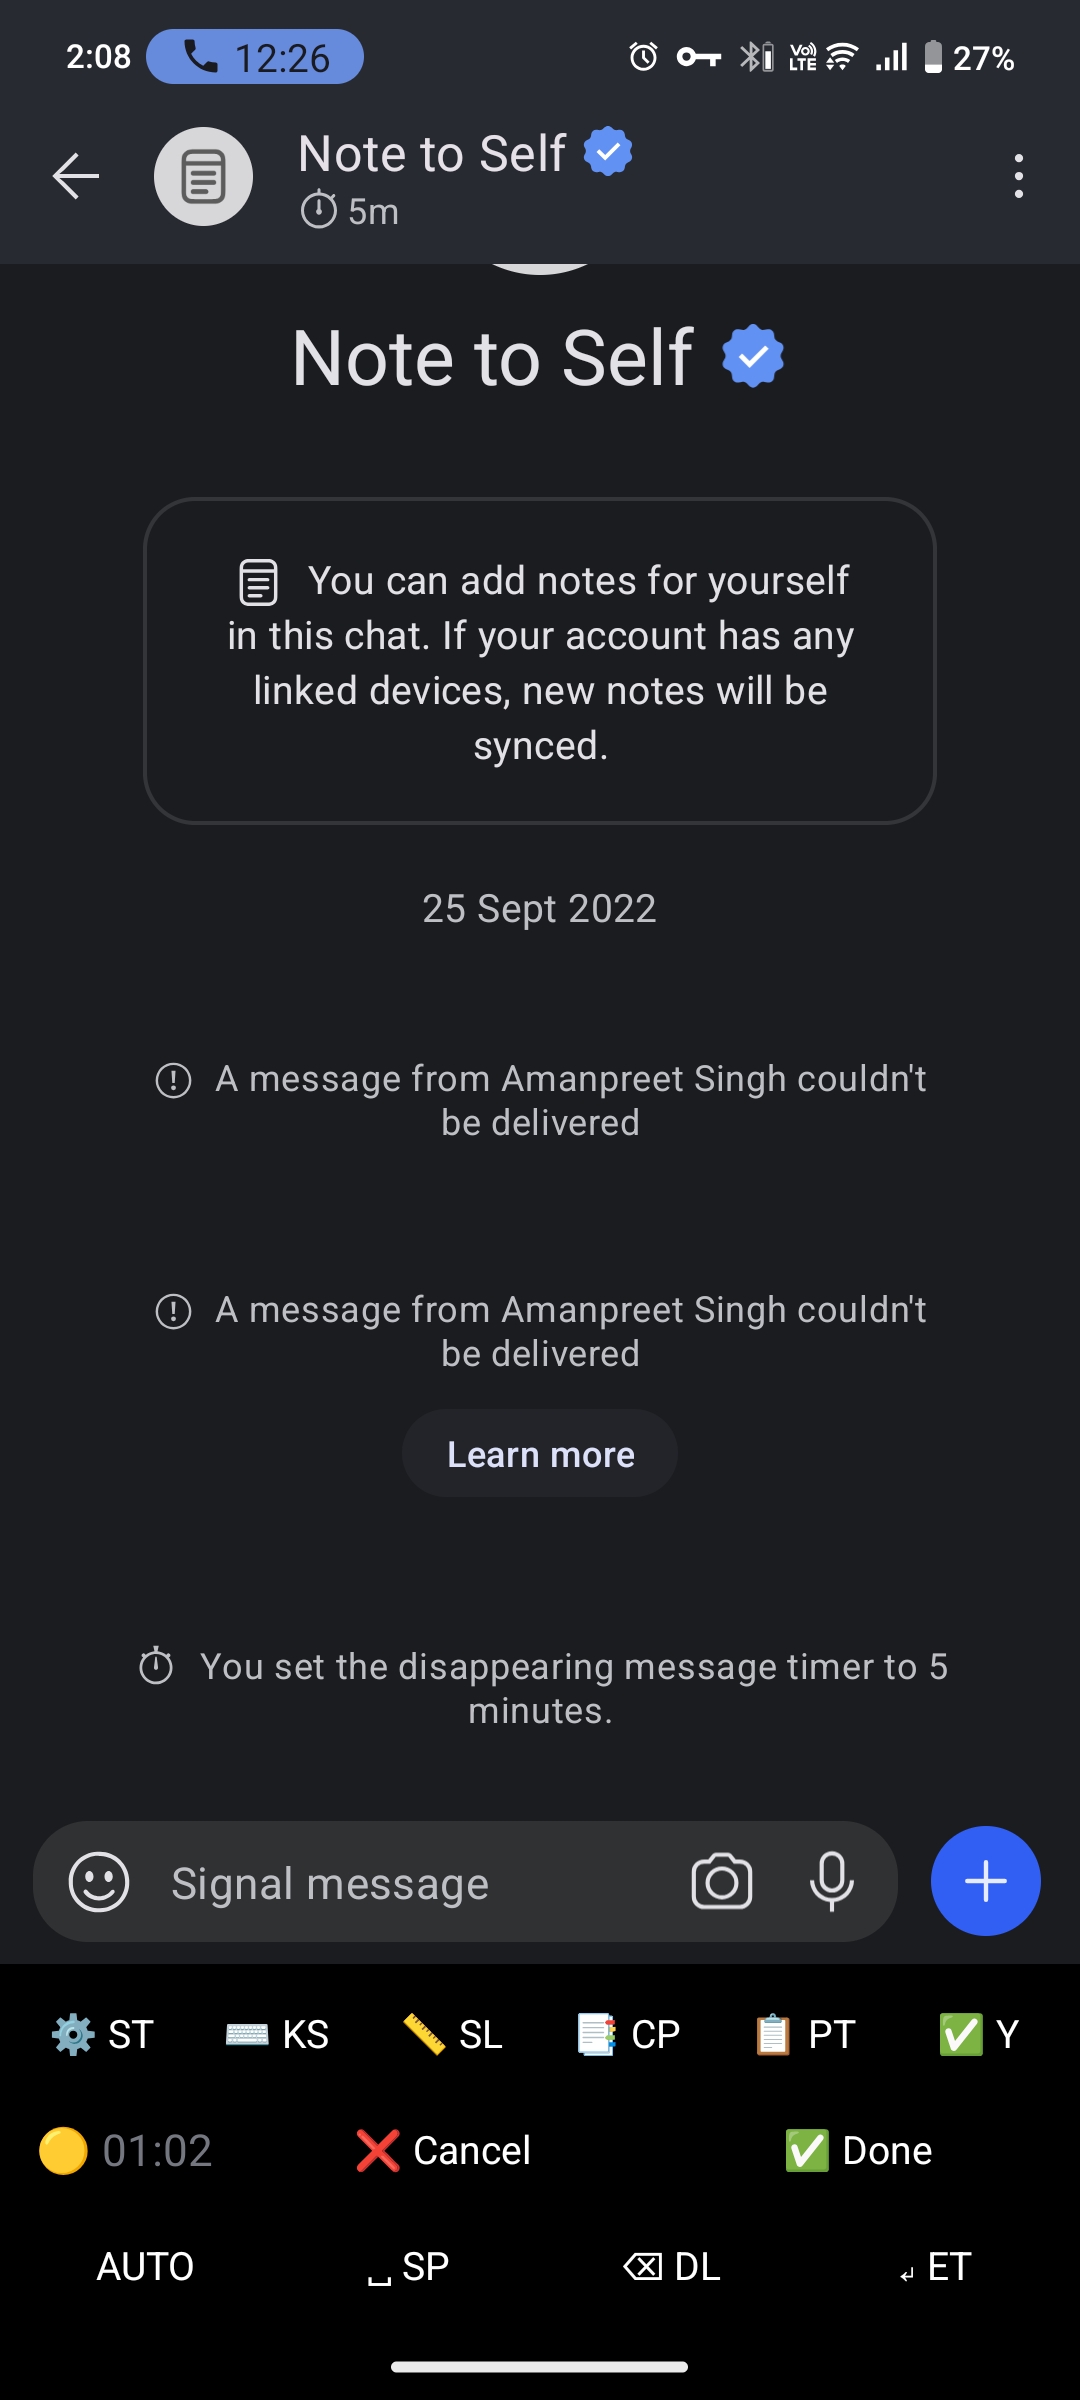 2:08 12:26 VoLTE 27%
Note to Self
5m
Note to Self
You can add notes for yourself
in this chat. If your account has any
linked devices, new notes will be
synced.
25 Sept 2022
A message from Amanpreet Singh couldn't
be delivered
A message from Amanpreet Singh couldn't
be delivered
Learn more
You set the disappearing message timer to 5
minutes.
Signal message
ST KS SL CP PT Y
01:02 Cancel Done
AUTO SP DL ET